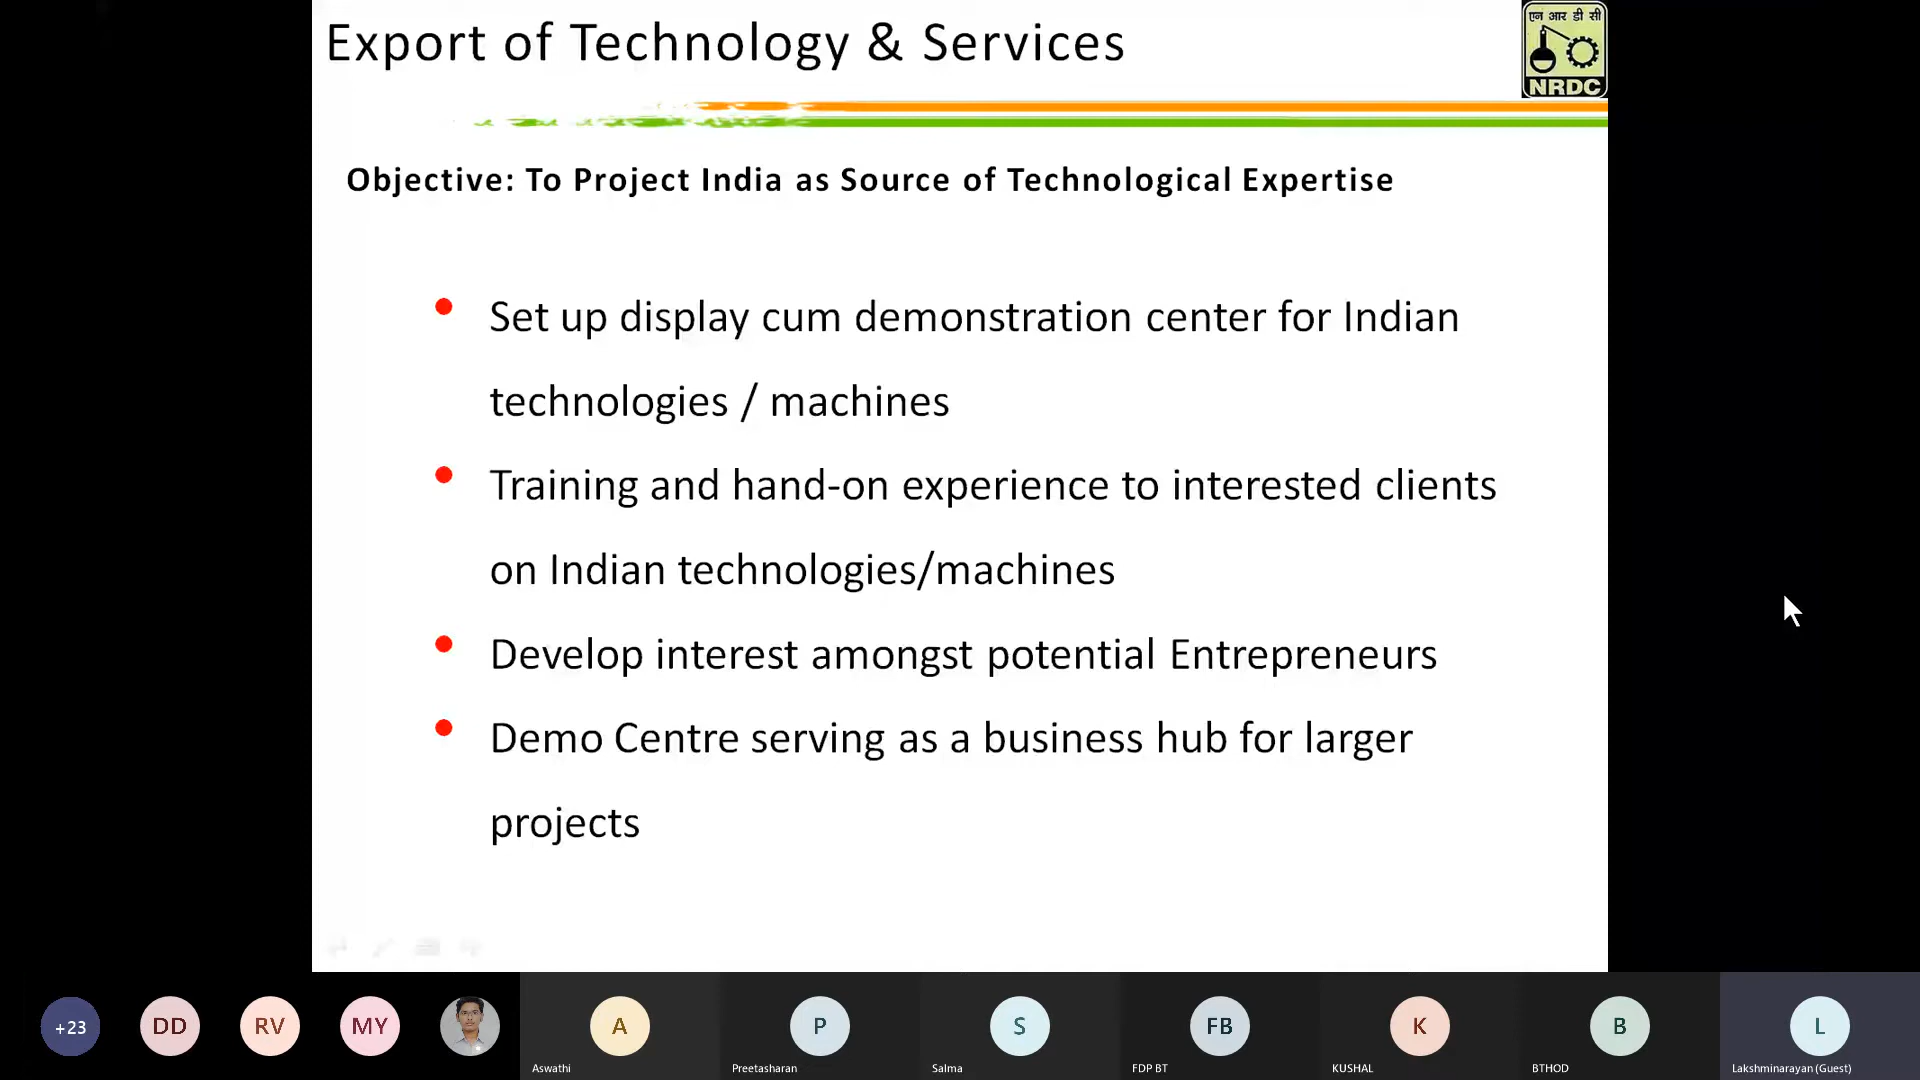 Export of Technology & Services
एन आर डी सी
NRDC
Objective: To Project India as Source of Technological Expertise
• Set up display cum demonstration center for Indian
technologies / machines
• Training and hand-on experience to interested clients
on Indian technologies/machines
• Develop interest amongst potential Entrepreneurs
• Demo Centre serving as a business hub for larger
projects
+23
DD
RV
MY
A
P
S
FB
K
B
L
Aswathi
Preetasharan
Salma
FDP BT
KUSHAL
BTHOD
Lakshminarayan (Guest)